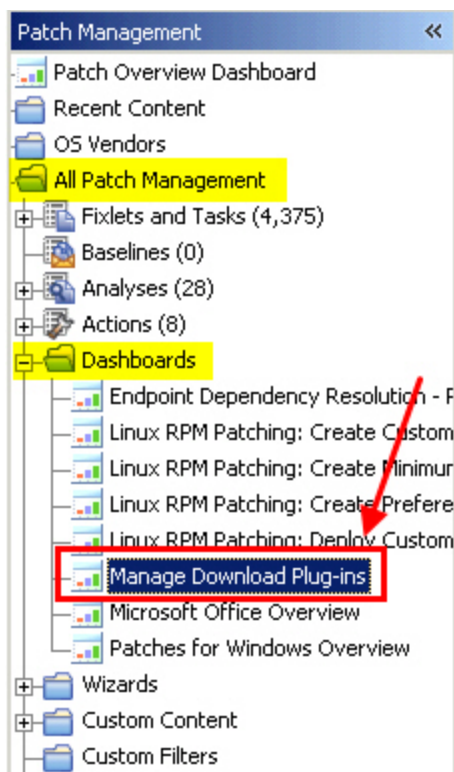 Patch Management
Patch Overview Dashboard
Recent Content
OS Vendors
All Patch Management
Fixlets and Tasks (4,375)
Baselines (0)
Analyses (28)
Actions (8)
Dashboards
Endpoint Dependency Resolution -
Linux RPM Patching: Create Custom
Linux RPM Patching: Create
Linux RPM Patching: Create
Linux RPM Patching: Deploy Custom
Manage Download Plug-ins
Microsoft Office Overview
Patches for Windows Overview
Wizards
Custom Content
Custom Filters